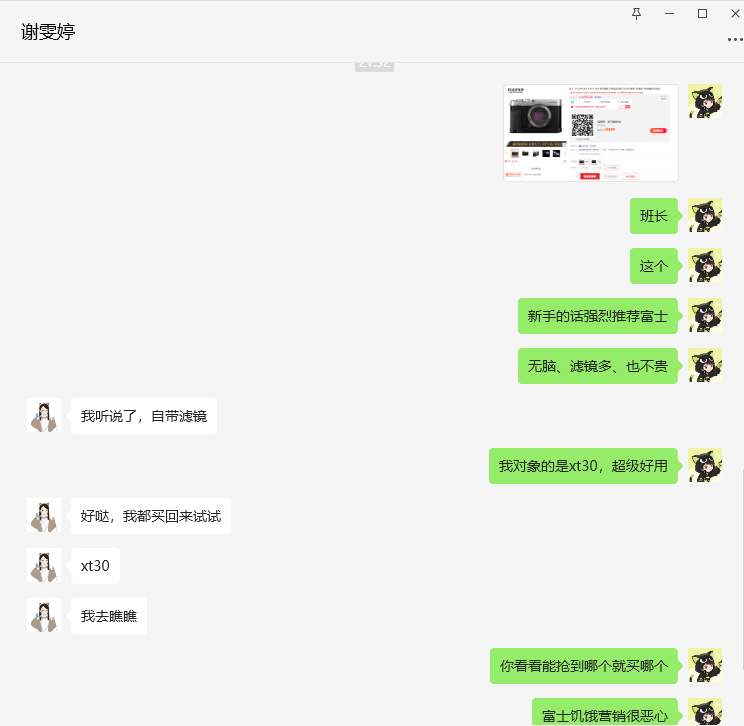 谢雯婷
21:52
FUJIFILM
班长
这个
新手的话强烈推荐富士
无脑、滤镜多、也不贵
我听说了，自带滤镜
我对象的是xt30，超级好用
好哒，我都买回来试试
xt30
我去瞧瞧
你看看能抢到哪个就买哪个
富士饥饿营销很恶心